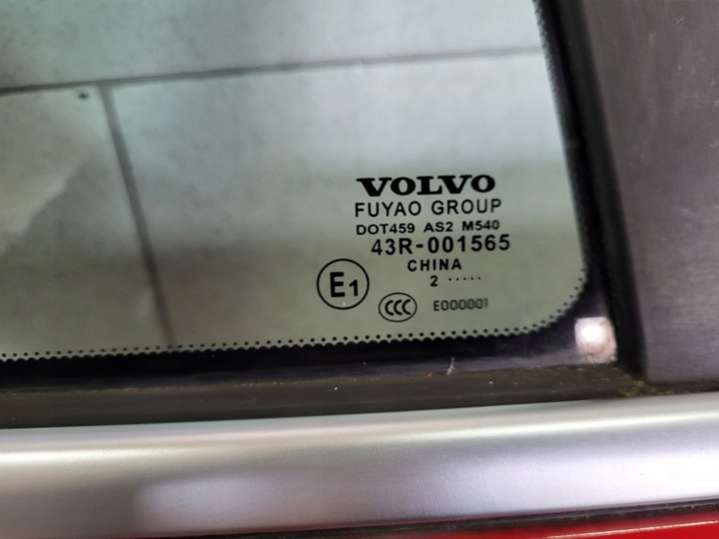 VOLVO
FUYAO GROUP
DOT459 AS2 M540
43R-001565
CHINA
2 ·····
E1
CCC E000001